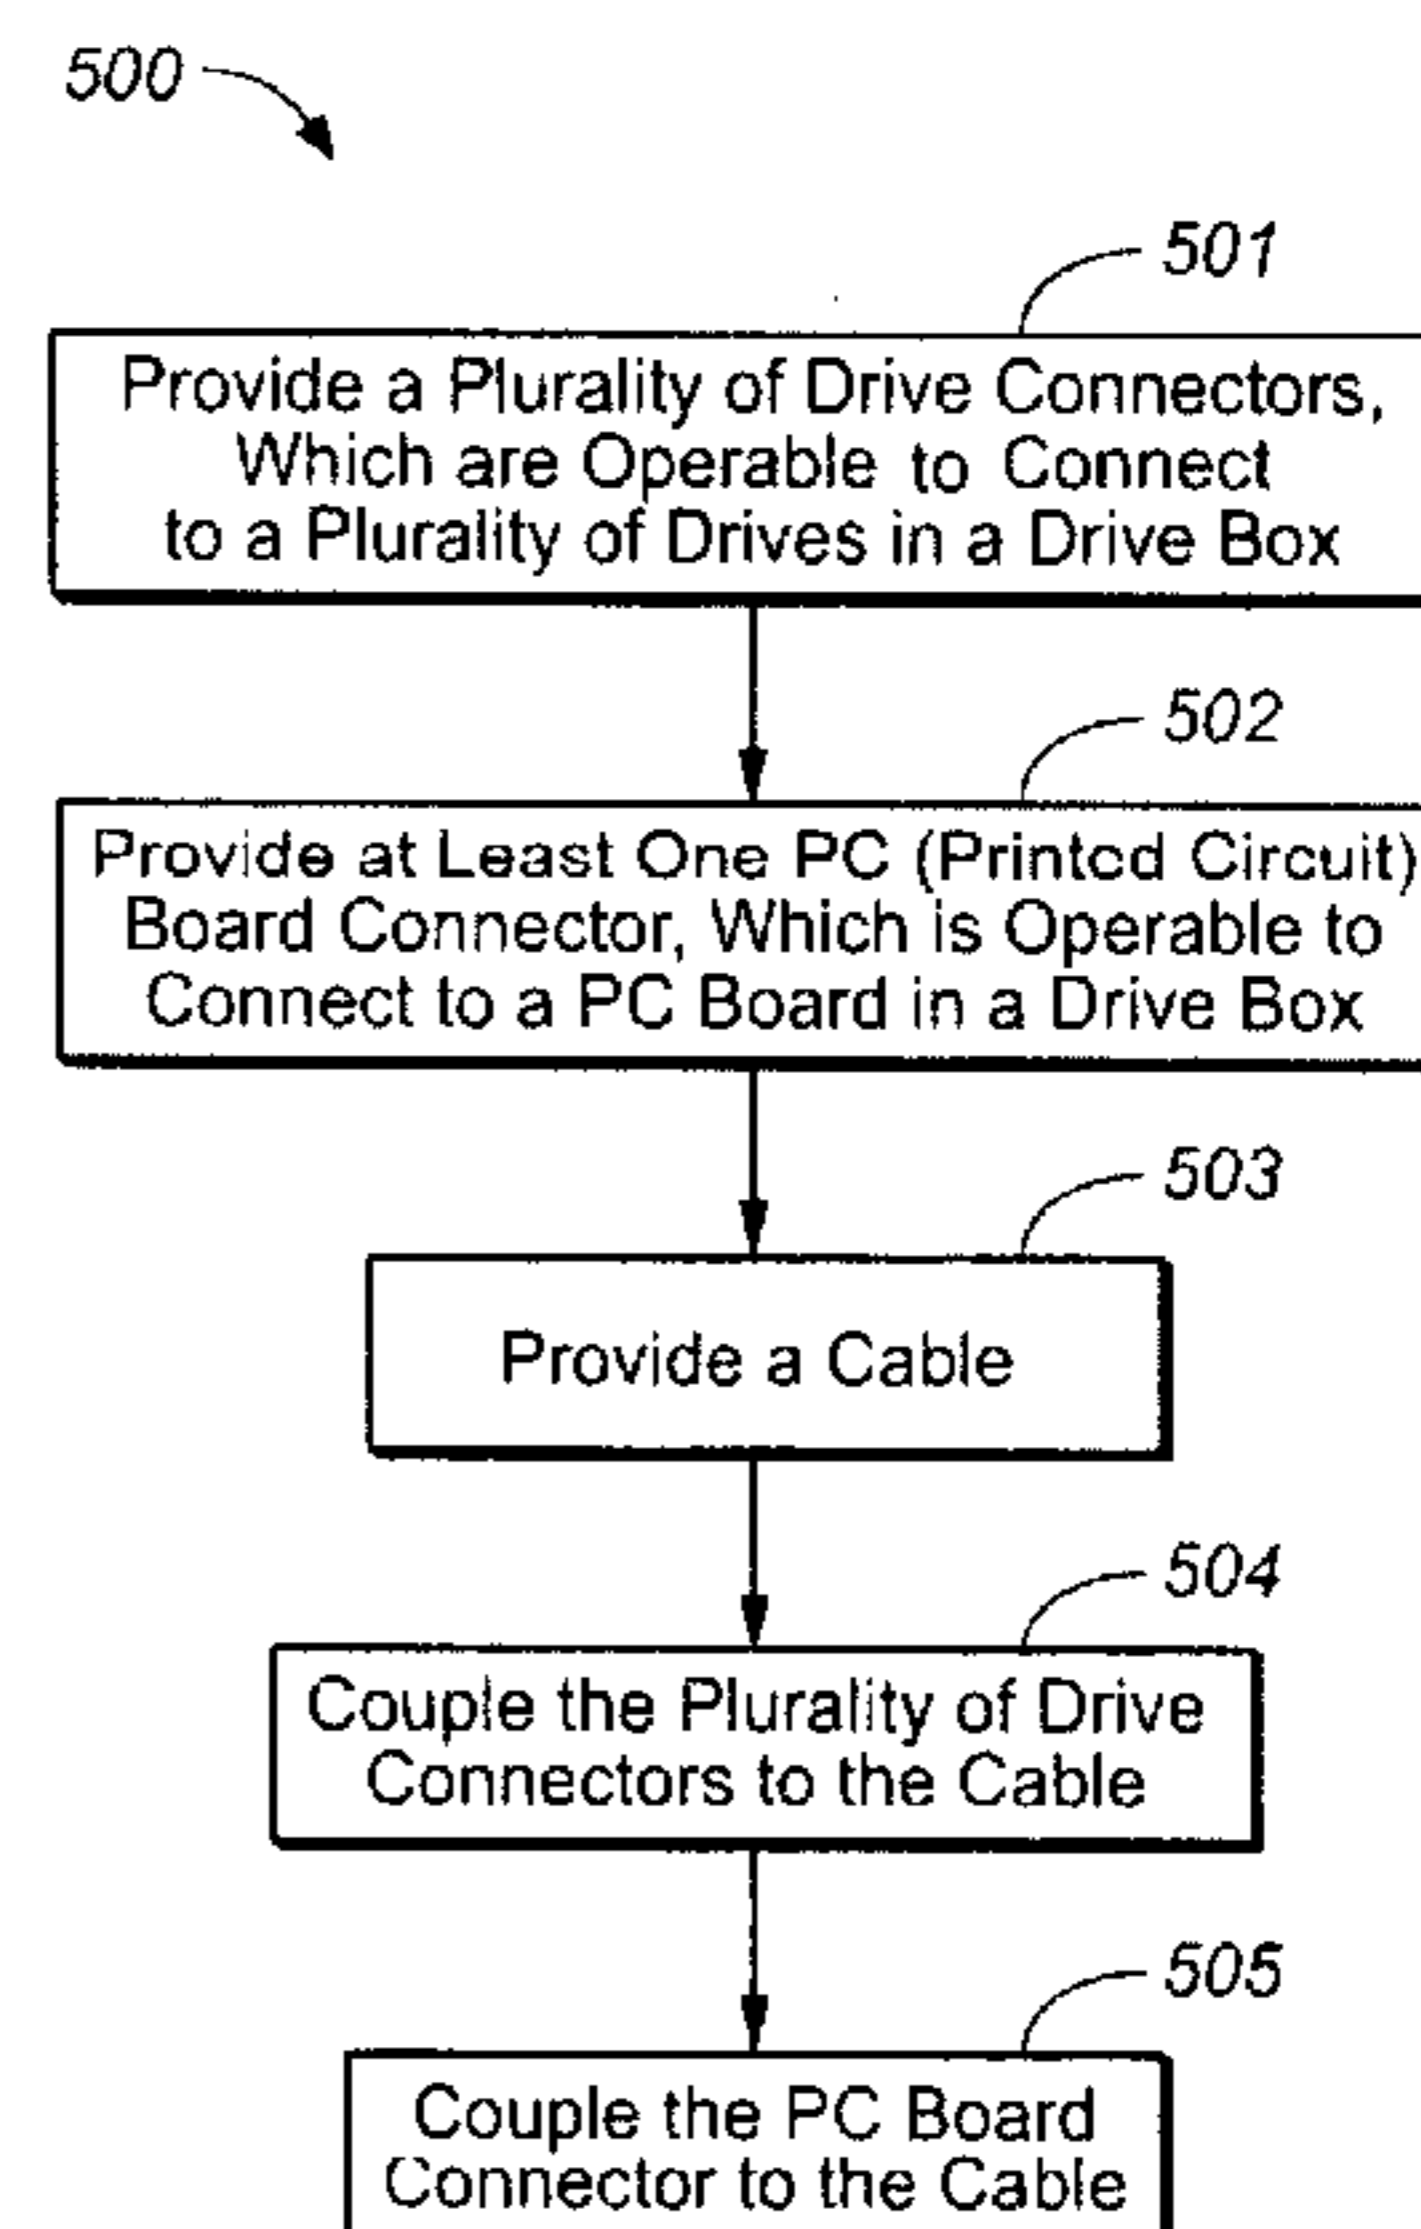 500
501
Provide a Plurality of Drive Connectors,
Which are Operable to Connect
to a Plurality of Drives in a Drive Box
502
Provide at Least One PC (Printed Circuit)
Board Connector, Which is Operable to
Connect to a PC Board in a Drive Box
503
Provide a Cable
504
Couple the Plurality of Drive
Connectors to the Cable
505
Couple the PC Board
Connector to the Cable